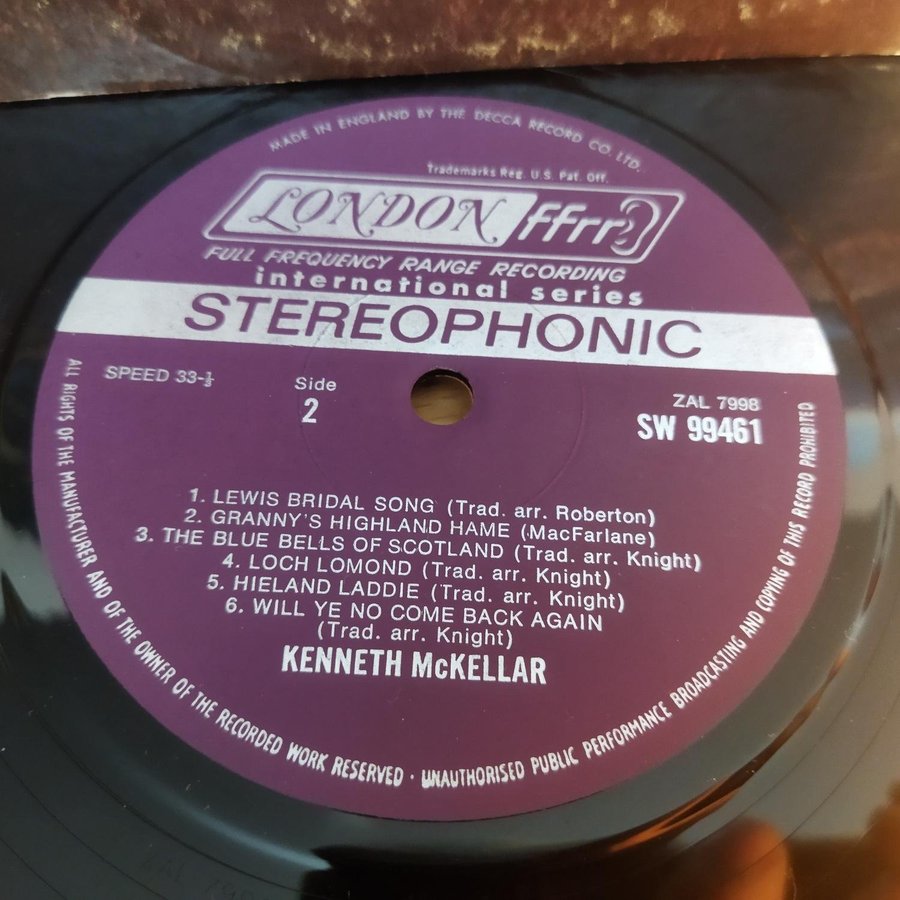 MADE IN ENGLAND BY THE DECCA RECORD CO. LTD.
Trademarks Reg. U.S. Pat. Off.
LONDON ffrr
FULL FREQUENCY RANGE RECORDING
international series
STEREOPHONIC
SPEED 33-⅓
Side
2
ZAL 7998
SW 99461
1. LEWIS BRIDAL SONG (Trad. arr. Roberton)
2. GRANNY'S HIGHLAND HAME (MacFarlane)
3. THE BLUE BELLS OF SCOTLAND (Trad. arr. Knight)
4. LOCH LOMOND (Trad. arr. Knight)
5. HIELAND LADDIE (Trad. arr. Knight)
6. WILL YE NO COME BACK AGAIN
(Trad. arr. Knight)
KENNETH McKELLAR
ALL RIGHTS OF THE MANUFACTURER AND OF THE OWNER OF THE RECORDED WORK RESERVED · UNAUTHORISED PUBLIC PERFORMANCE BROADCASTING AND COPYING OF THIS RECORD PROHIBITED